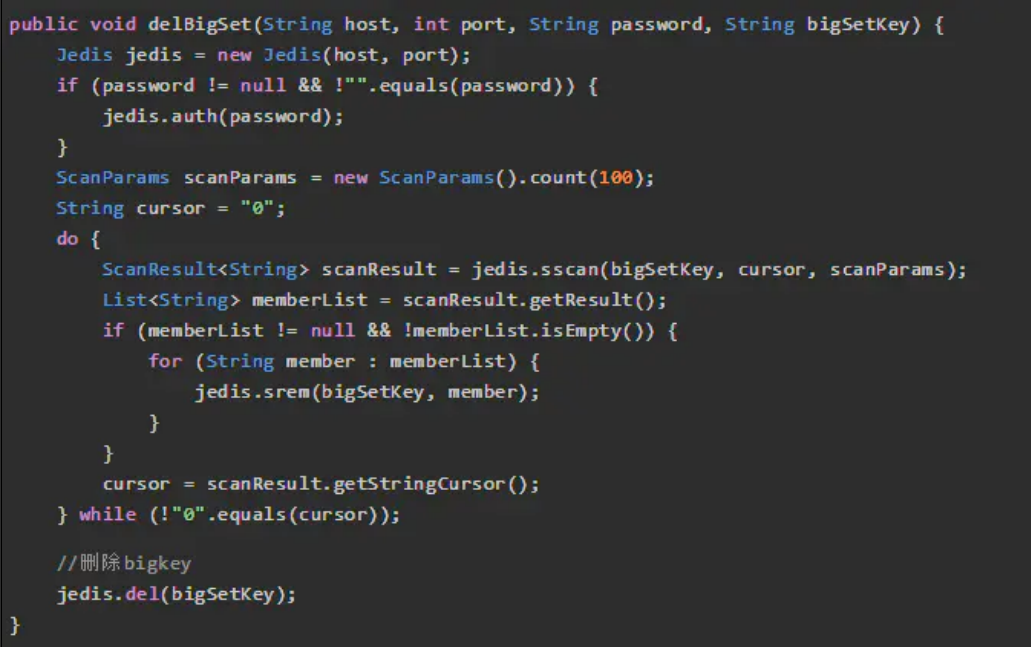 public void delBigSet(String host, int port, String password, String bigSetKey) {
    Jedis jedis = new Jedis(host, port);
    if (password != null && !"".equals(password)) {
        jedis.auth(password);
    }
    ScanParams scanParams = new ScanParams().count(100);
    String cursor = "0";
    do {
        ScanResult<String> scanResult = jedis.sscan(bigSetKey, cursor, scanParams);
        List<String> memberList = scanResult.getResult();
        if (memberList != null && !memberList.isEmpty()) {
            for (String member : memberList) {
                jedis.srem(bigSetKey, member);
            }
        }
        cursor = scanResult.getStringCursor();
    } while (!"0".equals(cursor));
    //删除bigkey
    jedis.del(bigSetKey);
}